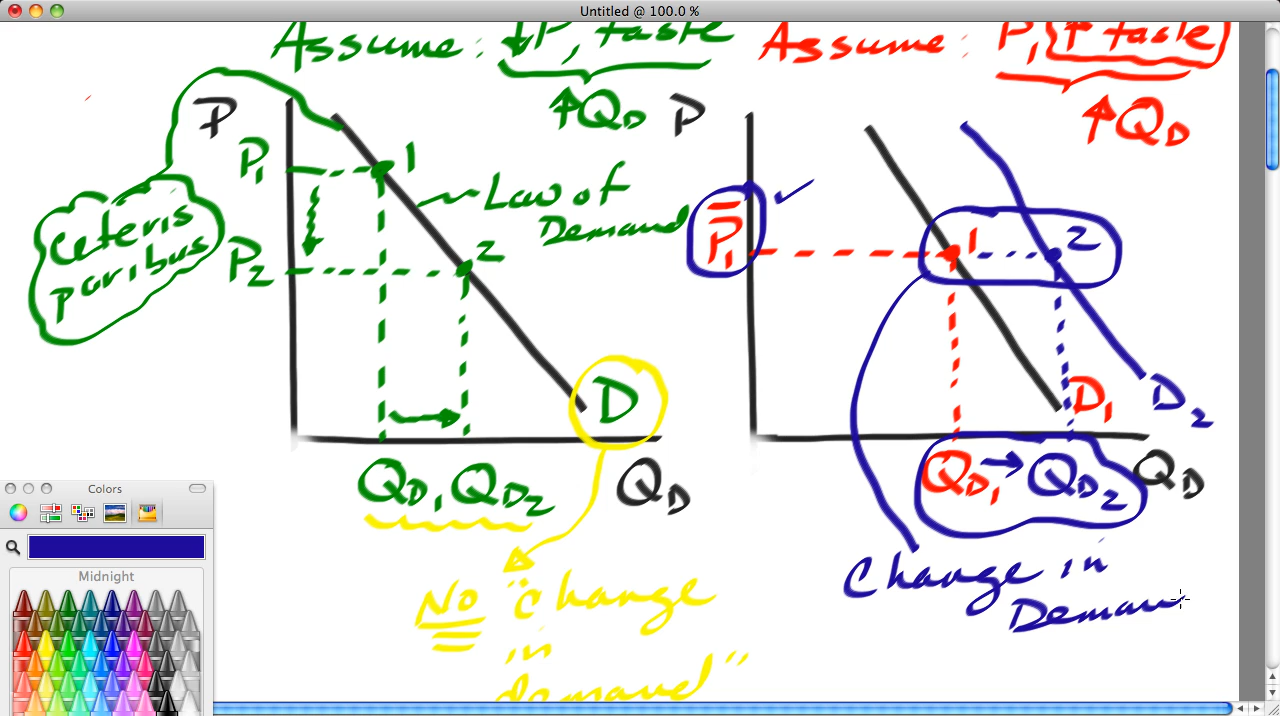 Untitled @ 100.0 %
Assume: ↓P, taste
↑QD
P
P1
1
Law of
Demand
Ceteris
paribus
P2
2
D
QD1 QD2
QD
No "Change
in
demand"
Assume: P1 ↑ taste
↑QD
P
P̅1
1
2
D1
D2
QD1 → QD2
QD
Change in
Deman
Colors
Midnight